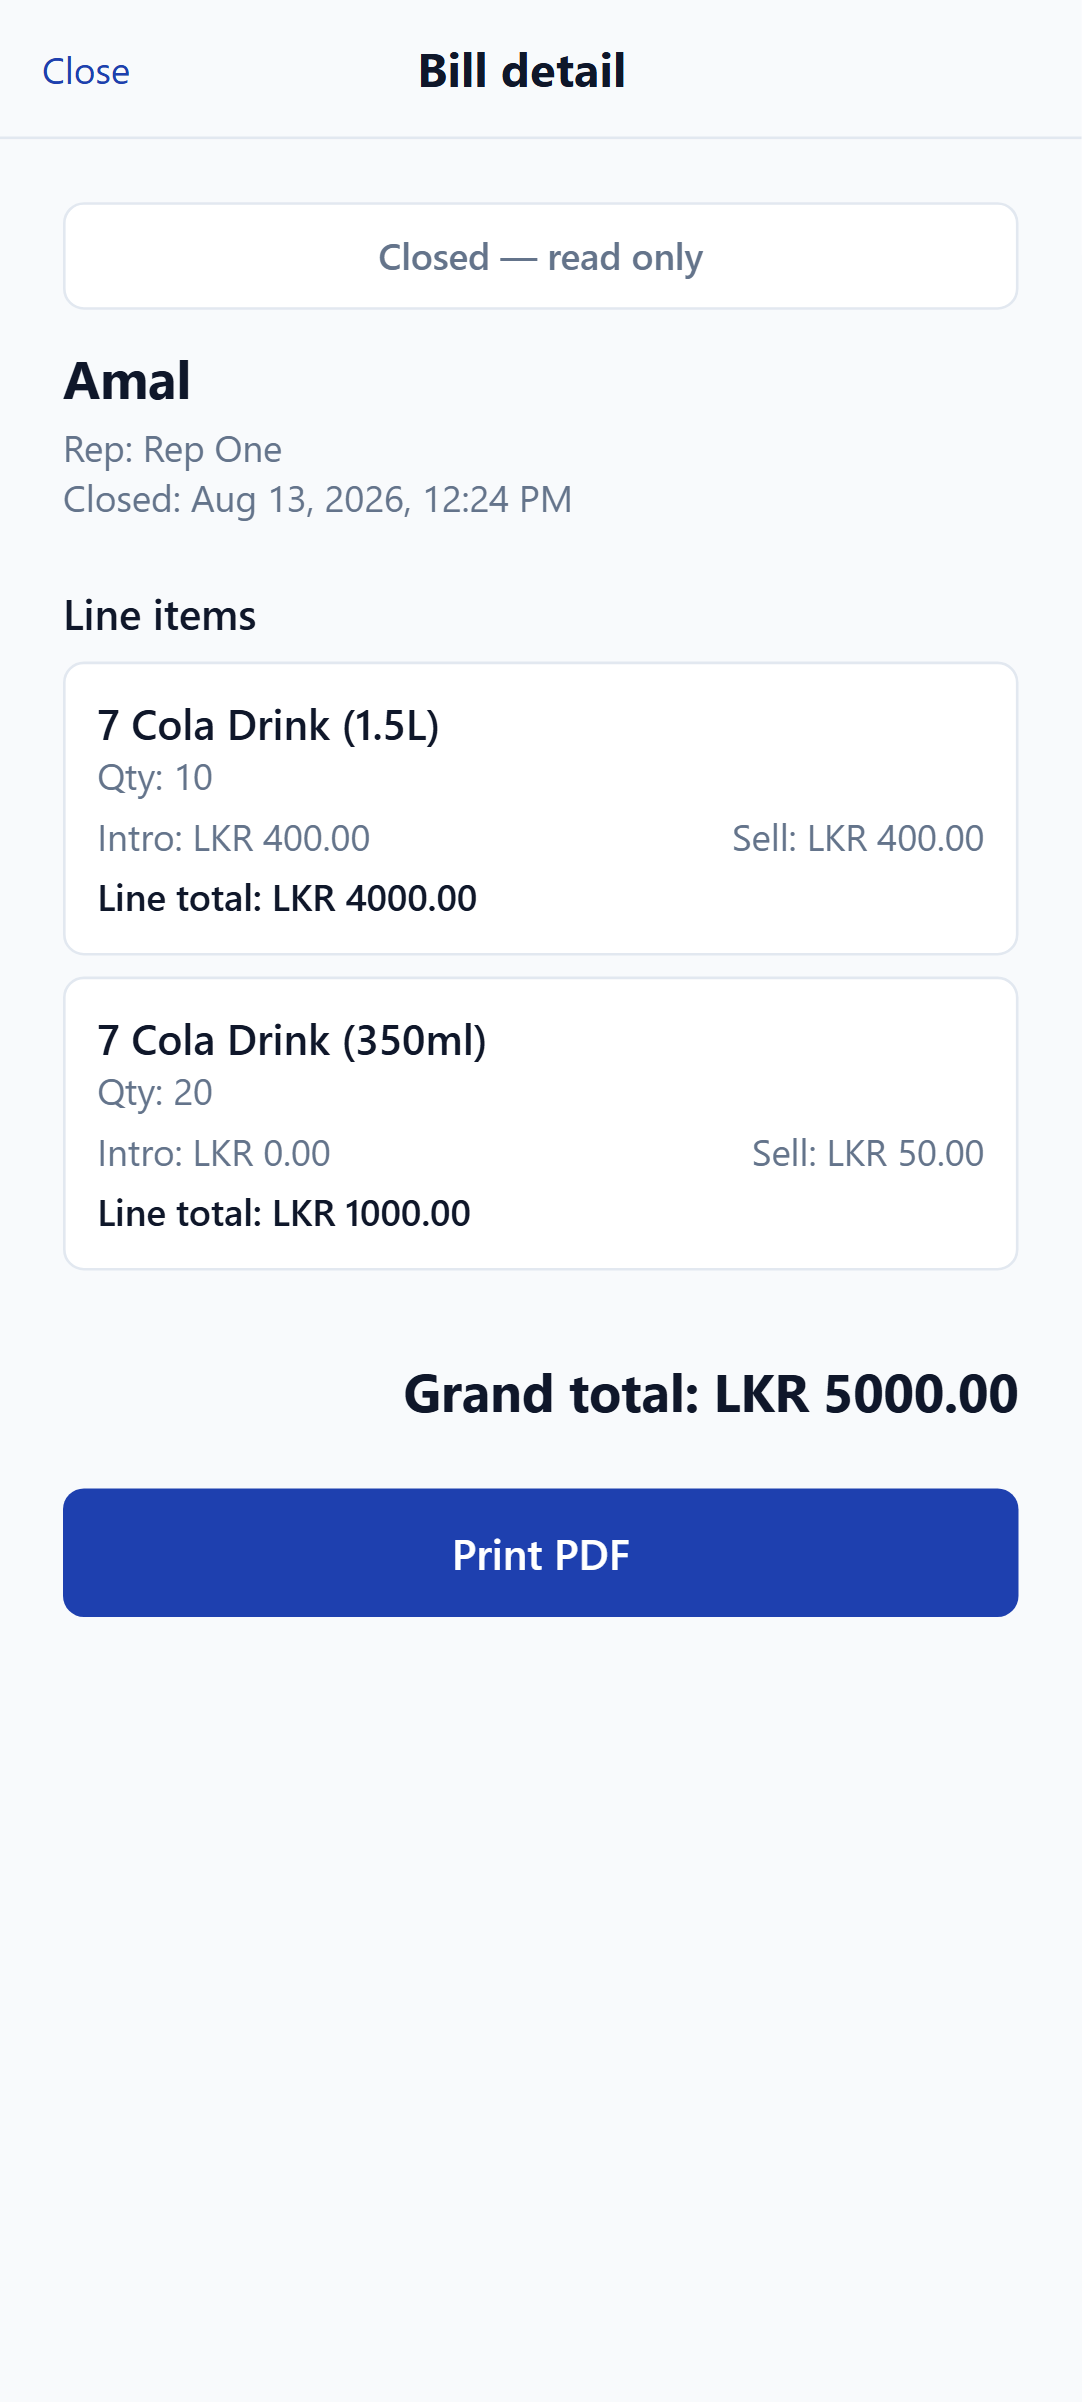 Close
Bill detail
Closed — read only
Amal
Rep: Rep One
Closed: Aug 13, 2026, 12:24 PM
Line items
7 Cola Drink (1.5L)
Qty: 10
Intro: LKR 400.00
Sell: LKR 400.00
Line total: LKR 4000.00
7 Cola Drink (350ml)
Qty: 20
Intro: LKR 0.00
Sell: LKR 50.00
Line total: LKR 1000.00
Grand total: LKR 5000.00
Print PDF